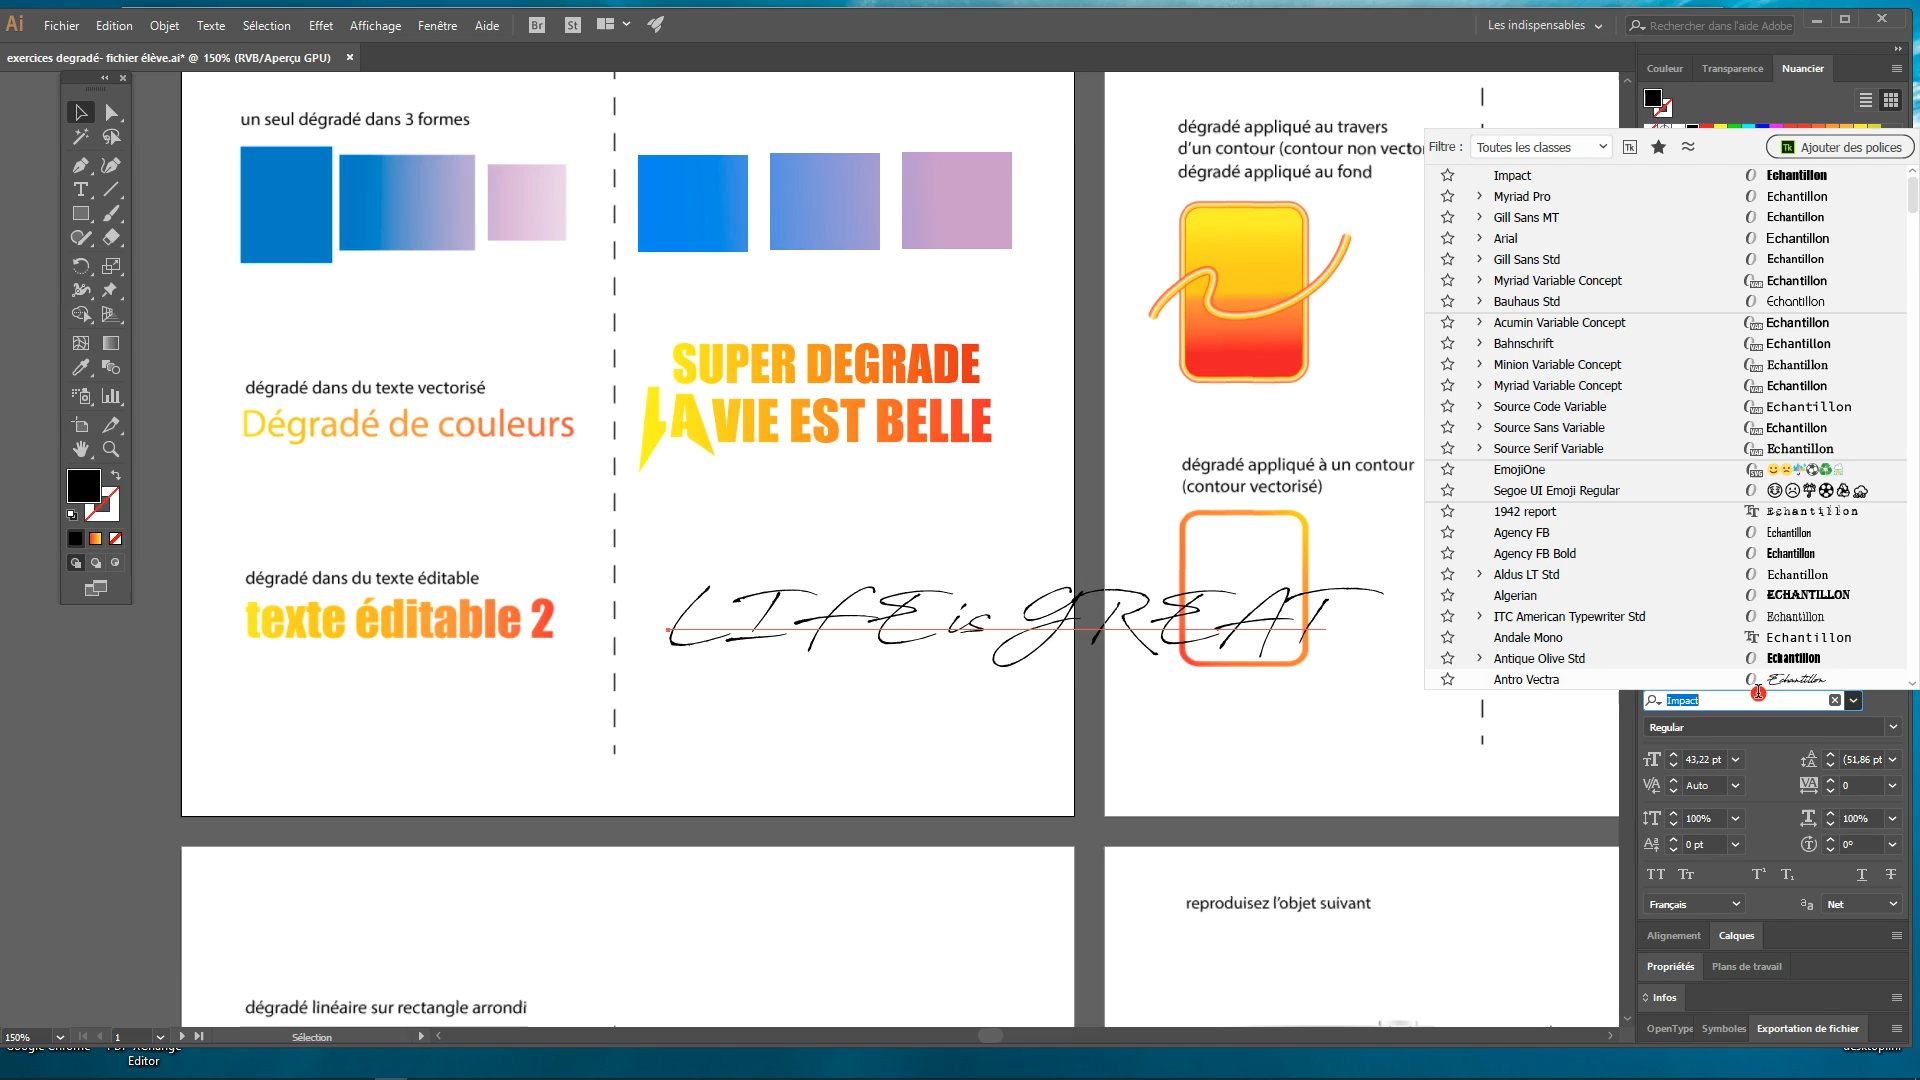 Ai Fichier Edition Objet Texte Sélection Effet Affichage Fenêtre Aide Br St Les indispensables Rechercher dans l'aide Adobe
exercices degradé- fichier élève.ai* @ 150% (RVB/Aperçu GPU)
Couleur Transparence Nuancier
un seul dégradé dans 3 formes
dégradé dans du texte vectorisé
Dégradé de couleurs
dégradé dans du texte éditable
texte éditable 2
SUPER DEGRADE
LA VIE EST BELLE
LIFE is GREAT
dégradé appliqué au travers
d'un contour (contour non vecto
dégradé appliqué au fond
dégradé appliqué à un contour
(contour vectorisé)
dégradé linéaire sur rectangle arrondi
reproduisez l'objet suivant
Filtre : Toutes les classes Ajouter des polices
Impact Echantillon
Myriad Pro Echantillon
Gill Sans MT Echantillon
Arial Echantillon
Gill Sans Std Echantillon
Myriad Variable Concept Echantillon
Bauhaus Std Echantillon
Acumin Variable Concept Echantillon
Bahnschrift Echantillon
Minion Variable Concept Echantillon
Myriad Variable Concept Echantillon
Source Code Variable Echantillon
Source Sans Variable Echantillon
Source Serif Variable Echantillon
EmojiOne
Segoe UI Emoji Regular
1942 report Echantillon
Agency FB Echantillon
Agency FB Bold Echantillon
Aldus LT Std Echantillon
Algerian ECHANTILLON
ITC American Typewriter Std Echantillon
Andale Mono Echantillon
Antique Olive Std Echantillon
Antro Vectra Echantillon
Impact
Regular
43,22 pt (51,86 pt
Auto 0
100% 100%
0 pt 0°
Français Net
Alignement Calques
Propriétés Plans de travail
Infos
OpenType Symboles Exportation de fichier
150% 1 Sélection
Editor